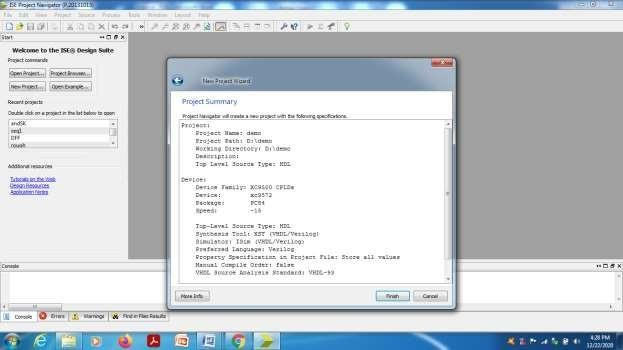 ISE Project Navigator (P.20131013)
File Edit View Project Source Process Tools Window Layout Help
Start
Welcome to the ISE® Design Suite
Project commands
Open Project... Project Browser...
New Project... Open Example...
Recent projects
Double click on a project in the list below to open
andSK
seq1
DFF
rough
Additional resources
Tutorials on the Web
Design Resources
Application Notes
New Project Wizard
Project Summary
Project Navigator will create a new project with the following specifications.
Project:
Project Name: demo
Project Path: D:\demo
Working Directory: D:\demo
Description:
Top Level Source Type: HDL
Device:
Device Family: XC9500 CPLDs
Device: xc9572
Package: PC84
Speed: -15
Top-Level Source Type: HDL
Synthesis Tool: XST (VHDL/Verilog)
Simulator: ISim (VHDL/Verilog)
Preferred Language: Verilog
Property Specification in Project File: Store all values
Manual Compile Order: false
VHDL Source Analysis Standard: VHDL-93
More Info Finish Cancel
Console
Console Errors Warnings Find in Files Results
4:28 PM
12/22/2020